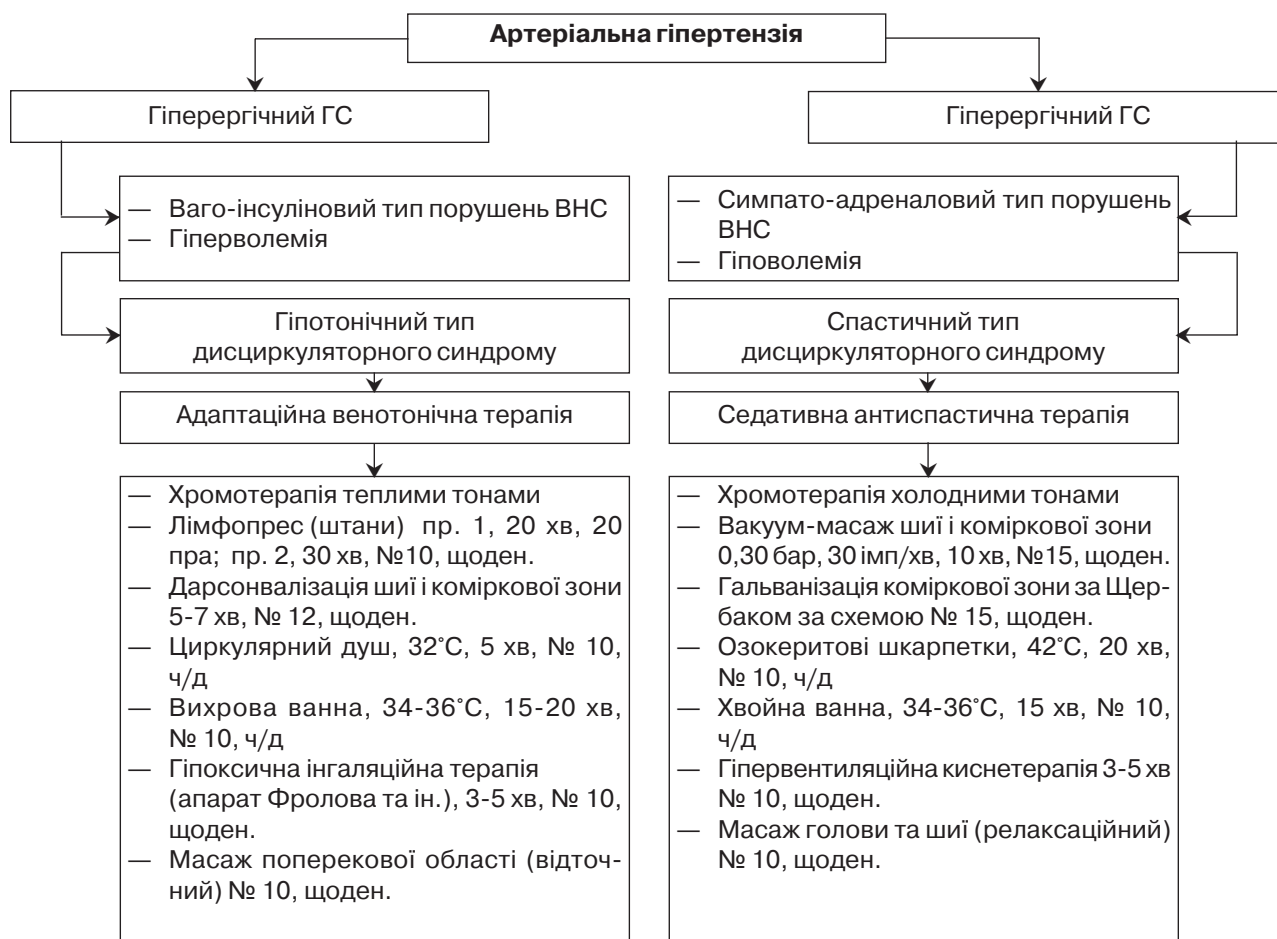 Артеріальна гіпертензія
Гіперергічний ГС
Гіперергічний ГС
— Ваго-інсуліновий тип порушень ВНС
— Гіперволемія
— Симпато-адреналовий тип порушень
ВНС
— Гіповолемія
Гіпотонічний тип
дисциркуляторного синдрому
Спастичний тип
дисциркуляторного синдрому
Адаптаційна венотонічна терапія
Седативна антиспастична терапія
— Хромотерапія теплими тонами
— Лімфопрес (штани) пр. 1, 20 хв, 20
пра; пр. 2, 30 хв, №10, щоден.
— Дарсонвалізація шиї і коміркової зони
5-7 хв, № 12, щоден.
— Циркулярний душ, 32°С, 5 хв, № 10,
ч/д
— Вихрова ванна, 34-36°С, 15-20 хв,
№ 10, ч/д
— Гіпоксична інгаляційна терапія
(апарат Фролова та ін.), 3-5 хв, № 10,
щоден.
— Масаж поперекової області (відточ-
ний) № 10, щоден.
— Хромотерапія холодними тонами
— Вакуум-масаж шиї і коміркової зони
0,30 бар, 30 імп/хв, 10 хв, №15, щоден.
— Гальванізація коміркової зони за Щер-
баком за схемою № 15, щоден.
— Озокеритові шкарпетки, 42°С, 20 хв,
№ 10, ч/д
— Хвойна ванна, 34-36°С, 15 хв, № 10,
ч/д
— Гіпервентиляційна киснетерапія 3-5 хв
№ 10, щоден.
— Масаж голови та шиї (релаксаційний)
№ 10, щоден.